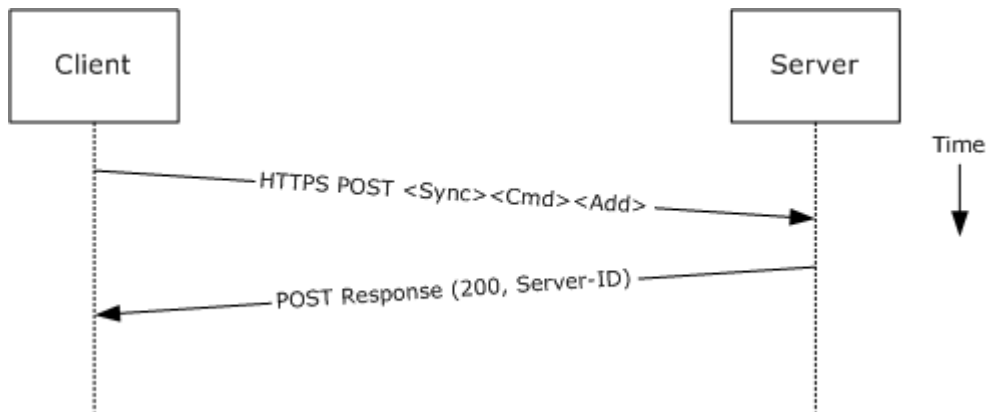 Client
Server
Time
HTTPS POST <Sync><Cmd><Add>
POST Response (200, Server-ID)